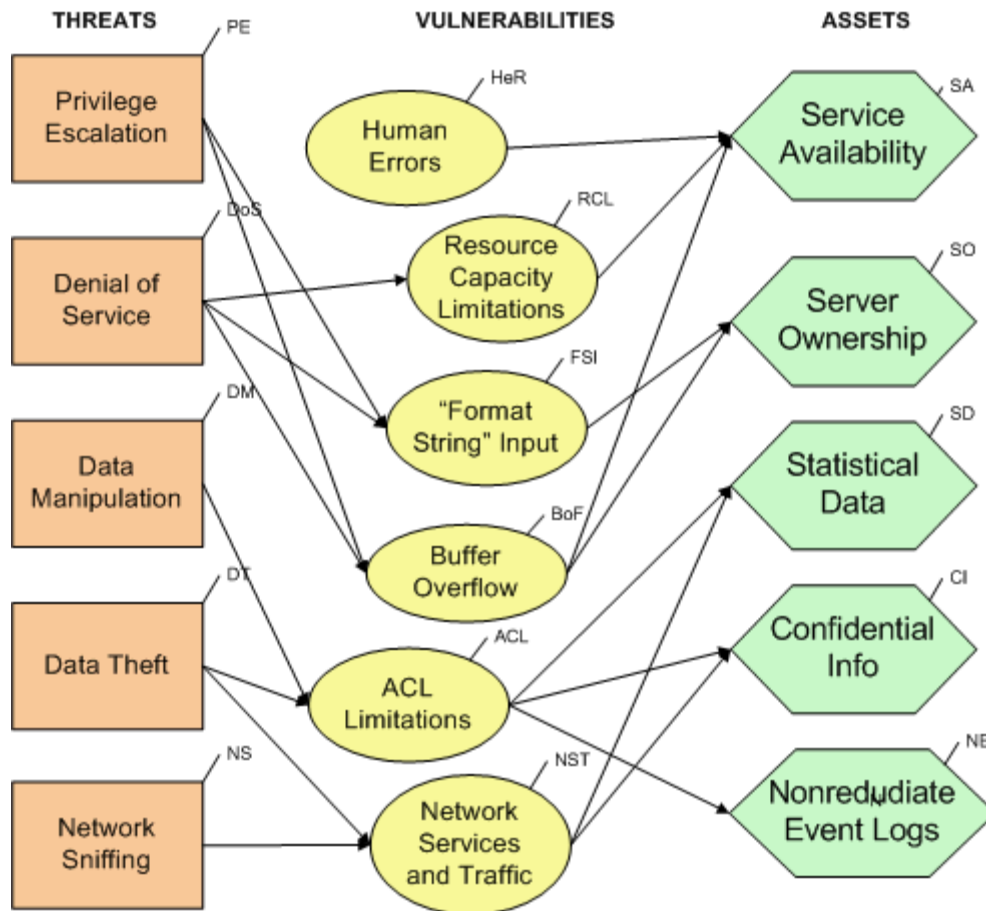 THREATS
VULNERABILITIES
ASSETS
PE
Privilege
Escalation
DoS
Denial of
Service
DM
Data
Manipulation
DT
Data Theft
NS
Network
Sniffing
HeR
Human
Errors
RCL
Resource
Capacity
Limitations
FSI
“Format
String" Input
BoF
Buffer
Overflow
ACL
ACL
Limitations
NST
Network
Services
and Traffic
SA
Service
Availability
SO
Server
Ownership
SD
Statistical
Data
CI
Confidential
Info
Nonredudiate
Event Logs